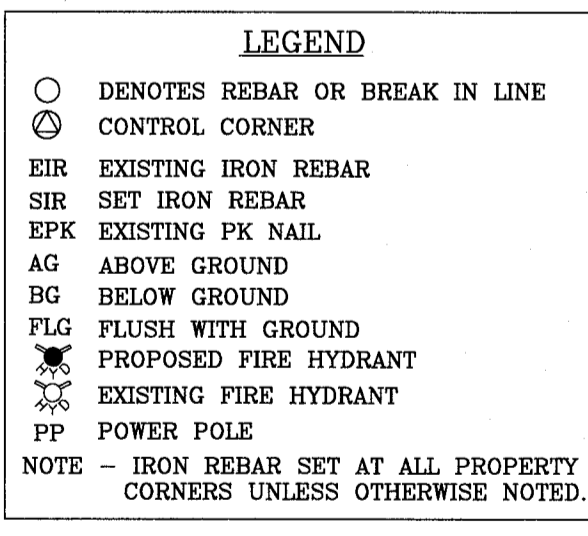 LEGEND
DENOTES REBAR OR BREAK IN LINE
CONTROL CORNER
EIR EXISTING IRON REBAR
SIR SET IRON REBAR
EPK EXISTING PK NAIL
AG ABOVE GROUND
BG BELOW GROUND
FLG FLUSH WITH GROUND
PROPOSED FIRE HYDRANT
EXISTING FIRE HYDRANT
PP POWER POLE
NOTE – IRON REBAR SET AT ALL PROPERTY
CORNERS UNLESS OTHERWISE NOTED.